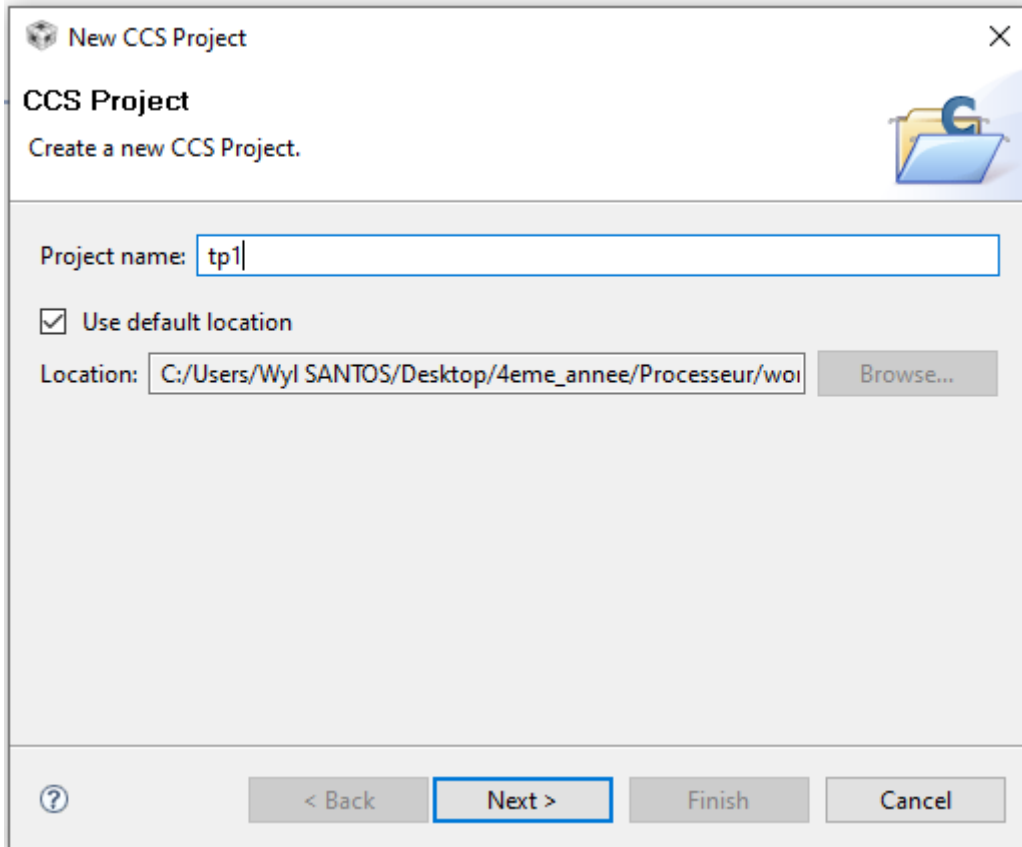 New CCS Project
CCS Project
Create a new CCS Project.
Project name: tp1
Use default location
Location: C:/Users/Wyl SANTOS/Desktop/4eme_annee/Processeur/wor Browse...
< Back Next > Finish Cancel